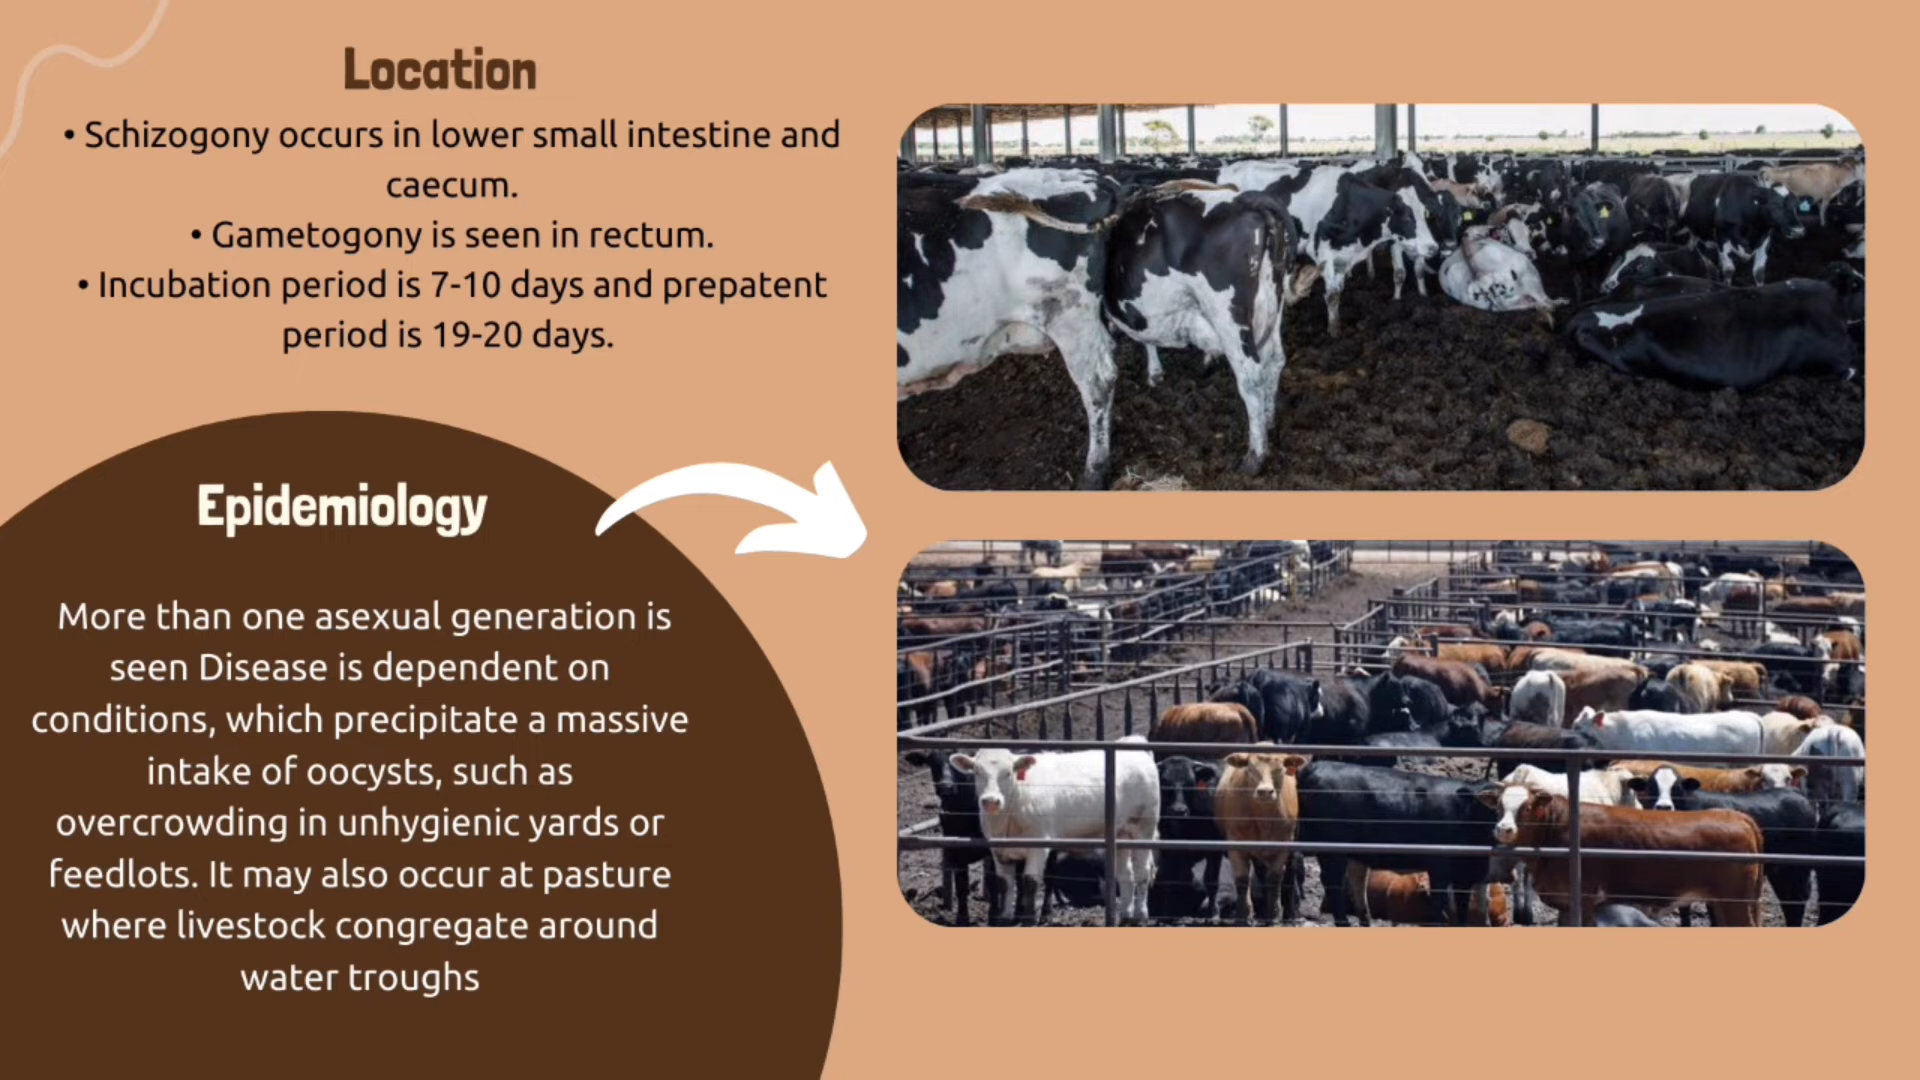 Location
• Schizogony occurs in lower small intestine and
caecum.
• Gametogony is seen in rectum.
• Incubation period is 7-10 days and prepatent
period is 19-20 days.
Epidemiology
More than one asexual generation is
seen Disease is dependent on
conditions, which precipitate a massive
intake of oocysts, such as
overcrowding in unhygienic yards or
feedlots. It may also occur at pasture
where livestock congregate around
water troughs